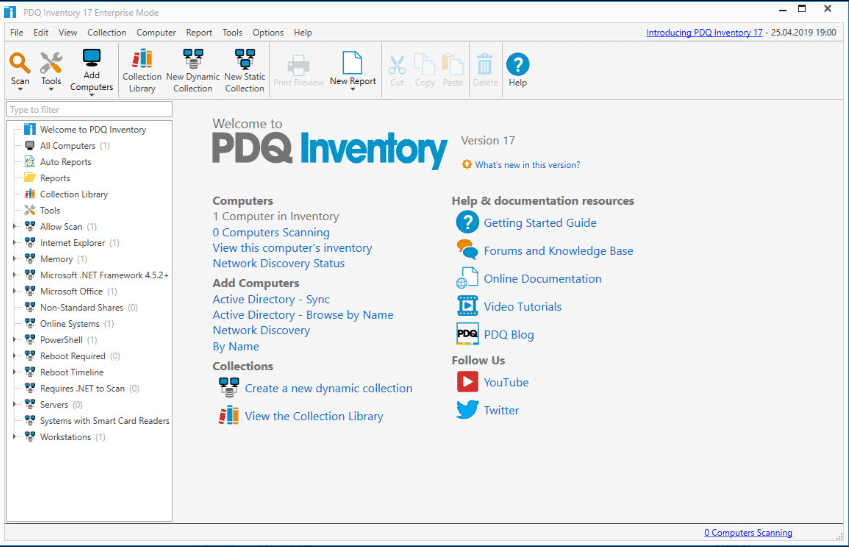 PDQ Inventory 17 Enterprise Mode
File Edit View Collection Computer Report Tools Options Help
Introducing PDQ Inventory 17 - 25.04.2019 19:00
Scan
Tools
Add
Computers
Collection
Library
New Dynamic
Collection
New Static
Collection
Print Preview
New Report
Cut
Copy
Paste
Delete
Help
Type to filter
Welcome to PDQ Inventory
All Computers (1)
Auto Reports
Reports
Collection Library
Tools
Allow Scan (1)
Internet Explorer (1)
Memory (1)
Microsoft .NET Framework 4.5.2+
Microsoft Office (1)
Non-Standard Shares (0)
Online Systems (1)
PowerShell (1)
Reboot Required (0)
Reboot Timeline
Requires .NET to Scan (0)
Servers (0)
Systems with Smart Card Readers
Workstations (1)
Welcome to
PDQ Inventory
Version 17
What's new in this version?
Computers
1 Computer in Inventory
0 Computers Scanning
View this computer's inventory
Network Discovery Status
Add Computers
Active Directory - Sync
Active Directory - Browse by Name
Network Discovery
By Name
Collections
Create a new dynamic collection
View the Collection Library
Help & documentation resources
Getting Started Guide
Forums and Knowledge Base
Online Documentation
Video Tutorials
PDQ
PDQ Blog
Follow Us
YouTube
Twitter
0 Computers Scanning